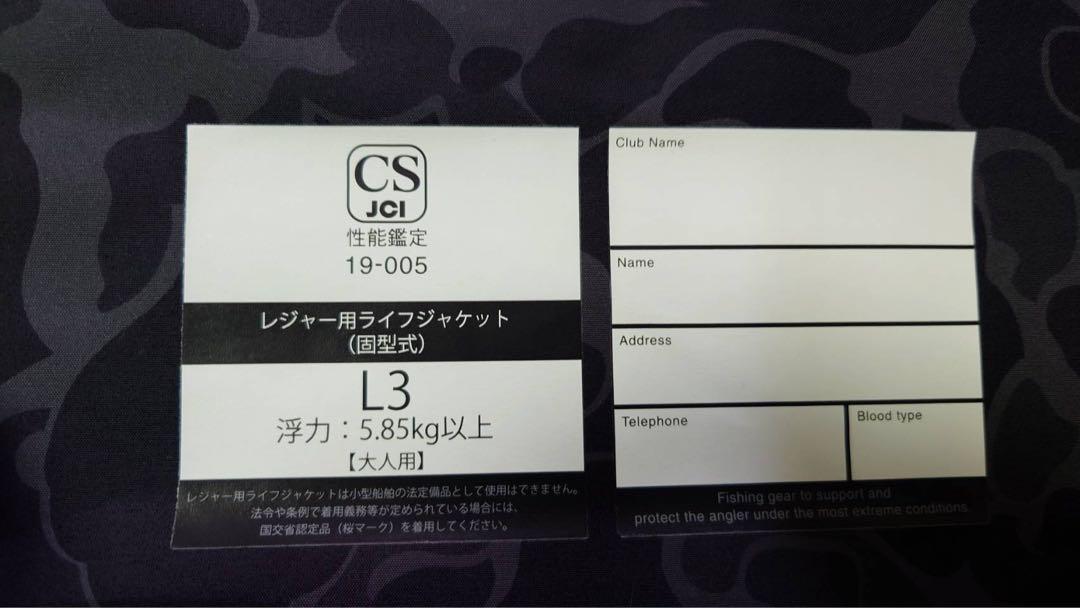 CS
JCI
性能鑑定
19-005
レジャー用ライフジャケット
（固型式）
L3
浮力：5.85kg以上
【大人用】
レジャー用ライフジャケットは小型船舶の法定備品として使用はできません。
法令や条例で着用義務等が定められている場合には、
国交省認定品（桜マーク）を着用してください。
Club Name
Name
Address
Telephone
Blood type
Fishing gear to support and
protect the angler under the most extreme conditions.